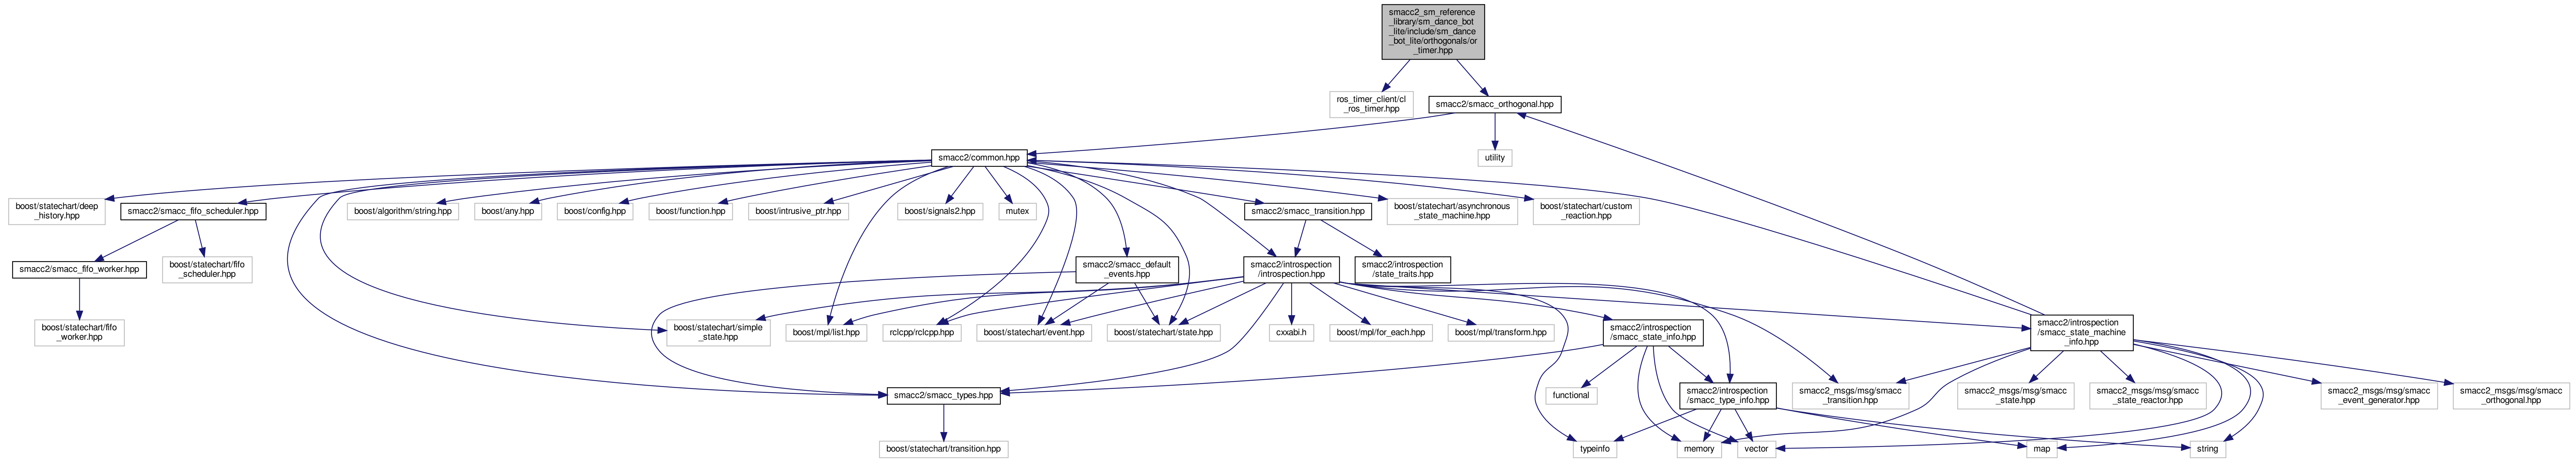 smacc2_sm_reference
_library/sm_dance_bot
_lite/include/sm_dance
_bot_lite/orthogonals/or
_timer.hpp
ros_timer_client/cl
_ros_timer.hpp
smacc2/smacc_orthogonal.hpp
smacc2/common.hpp
utility
boost/statechart/deep
_history.hpp
smacc2/smacc_fifo_scheduler.hpp
boost/algorithm/string.hpp
boost/any.hpp
boost/config.hpp
boost/function.hpp
boost/intrusive_ptr.hpp
boost/signals2.hpp
mutex
smacc2/smacc_transition.hpp
boost/statechart/asynchronous
_state_machine.hpp
boost/statechart/custom
_reaction.hpp
smacc2/smacc_fifo_worker.hpp
boost/statechart/fifo
_scheduler.hpp
smacc2/smacc_default
_events.hpp
smacc2/introspection
/introspection.hpp
smacc2/introspection
/state_traits.hpp
boost/statechart/fifo
_worker.hpp
boost/statechart/simple
_state.hpp
boost/mpl/list.hpp
rclcpp/rclcpp.hpp
boost/statechart/event.hpp
boost/statechart/state.hpp
cxxabi.h
boost/mpl/for_each.hpp
boost/mpl/transform.hpp
smacc2/introspection
/smacc_state_info.hpp
smacc2/introspection
/smacc_state_machine
_info.hpp
smacc2/smacc_types.hpp
functional
smacc2/introspection
/smacc_type_info.hpp
smacc2_msgs/msg/smacc
_transition.hpp
smacc2_msgs/msg/smacc
_state.hpp
smacc2_msgs/msg/smacc
_state_reactor.hpp
smacc2_msgs/msg/smacc
_event_generator.hpp
smacc2_msgs/msg/smacc
_orthogonal.hpp
boost/statechart/transition.hpp
typeinfo
memory
vector
map
string